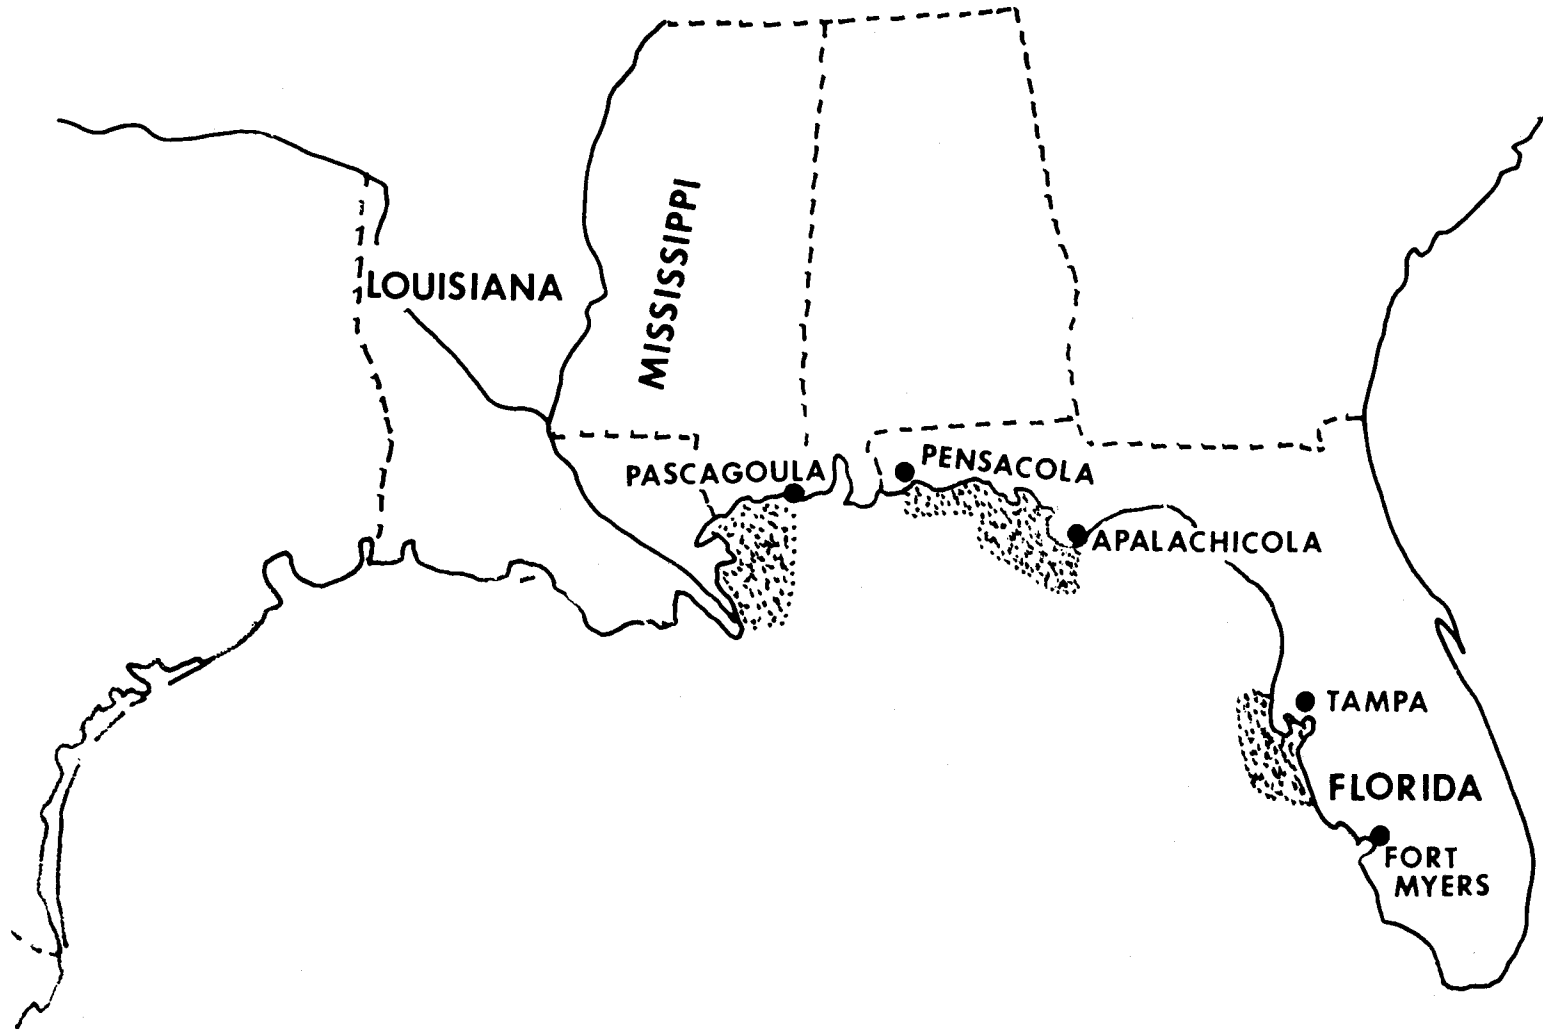 LOUISIANA
MISSISSIPPI
PASCAGOULA
PENSACOLA
APALACHICOLA
TAMPA
FLORIDA
FORT
MYERS